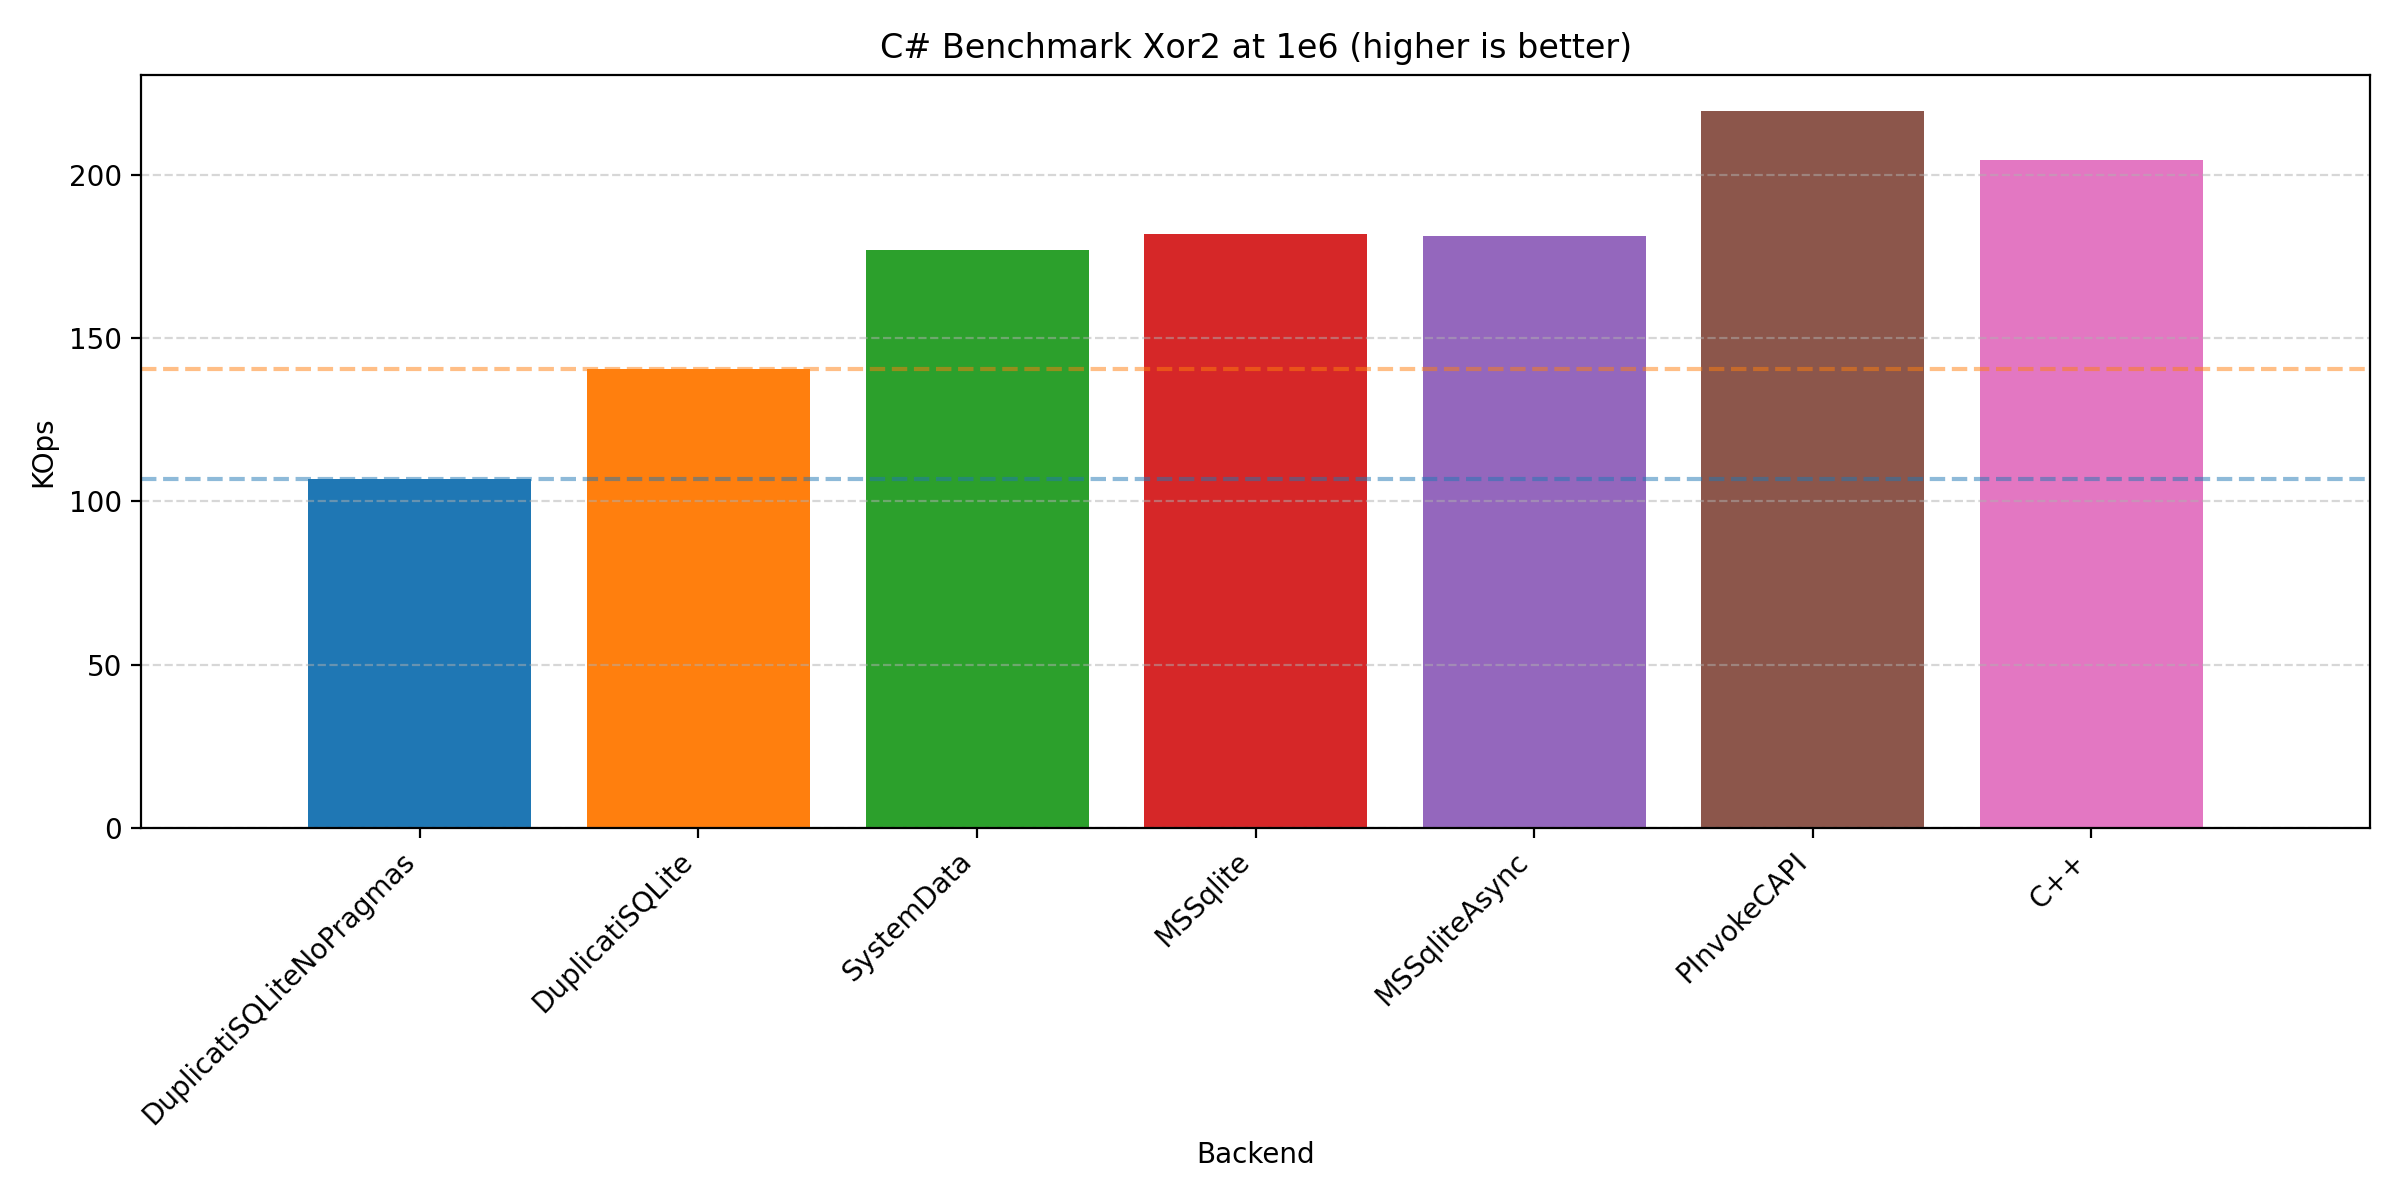 C# Benchmark Xor2 at 1e6 (higher is better)
KOps
200
150
100
50
0
DuplicatiSQLiteNoPragmas
DuplicatiSQLite
SystemData
MSSqlite
MSSqliteAsync
PInvokeCAPI
C++
Backend